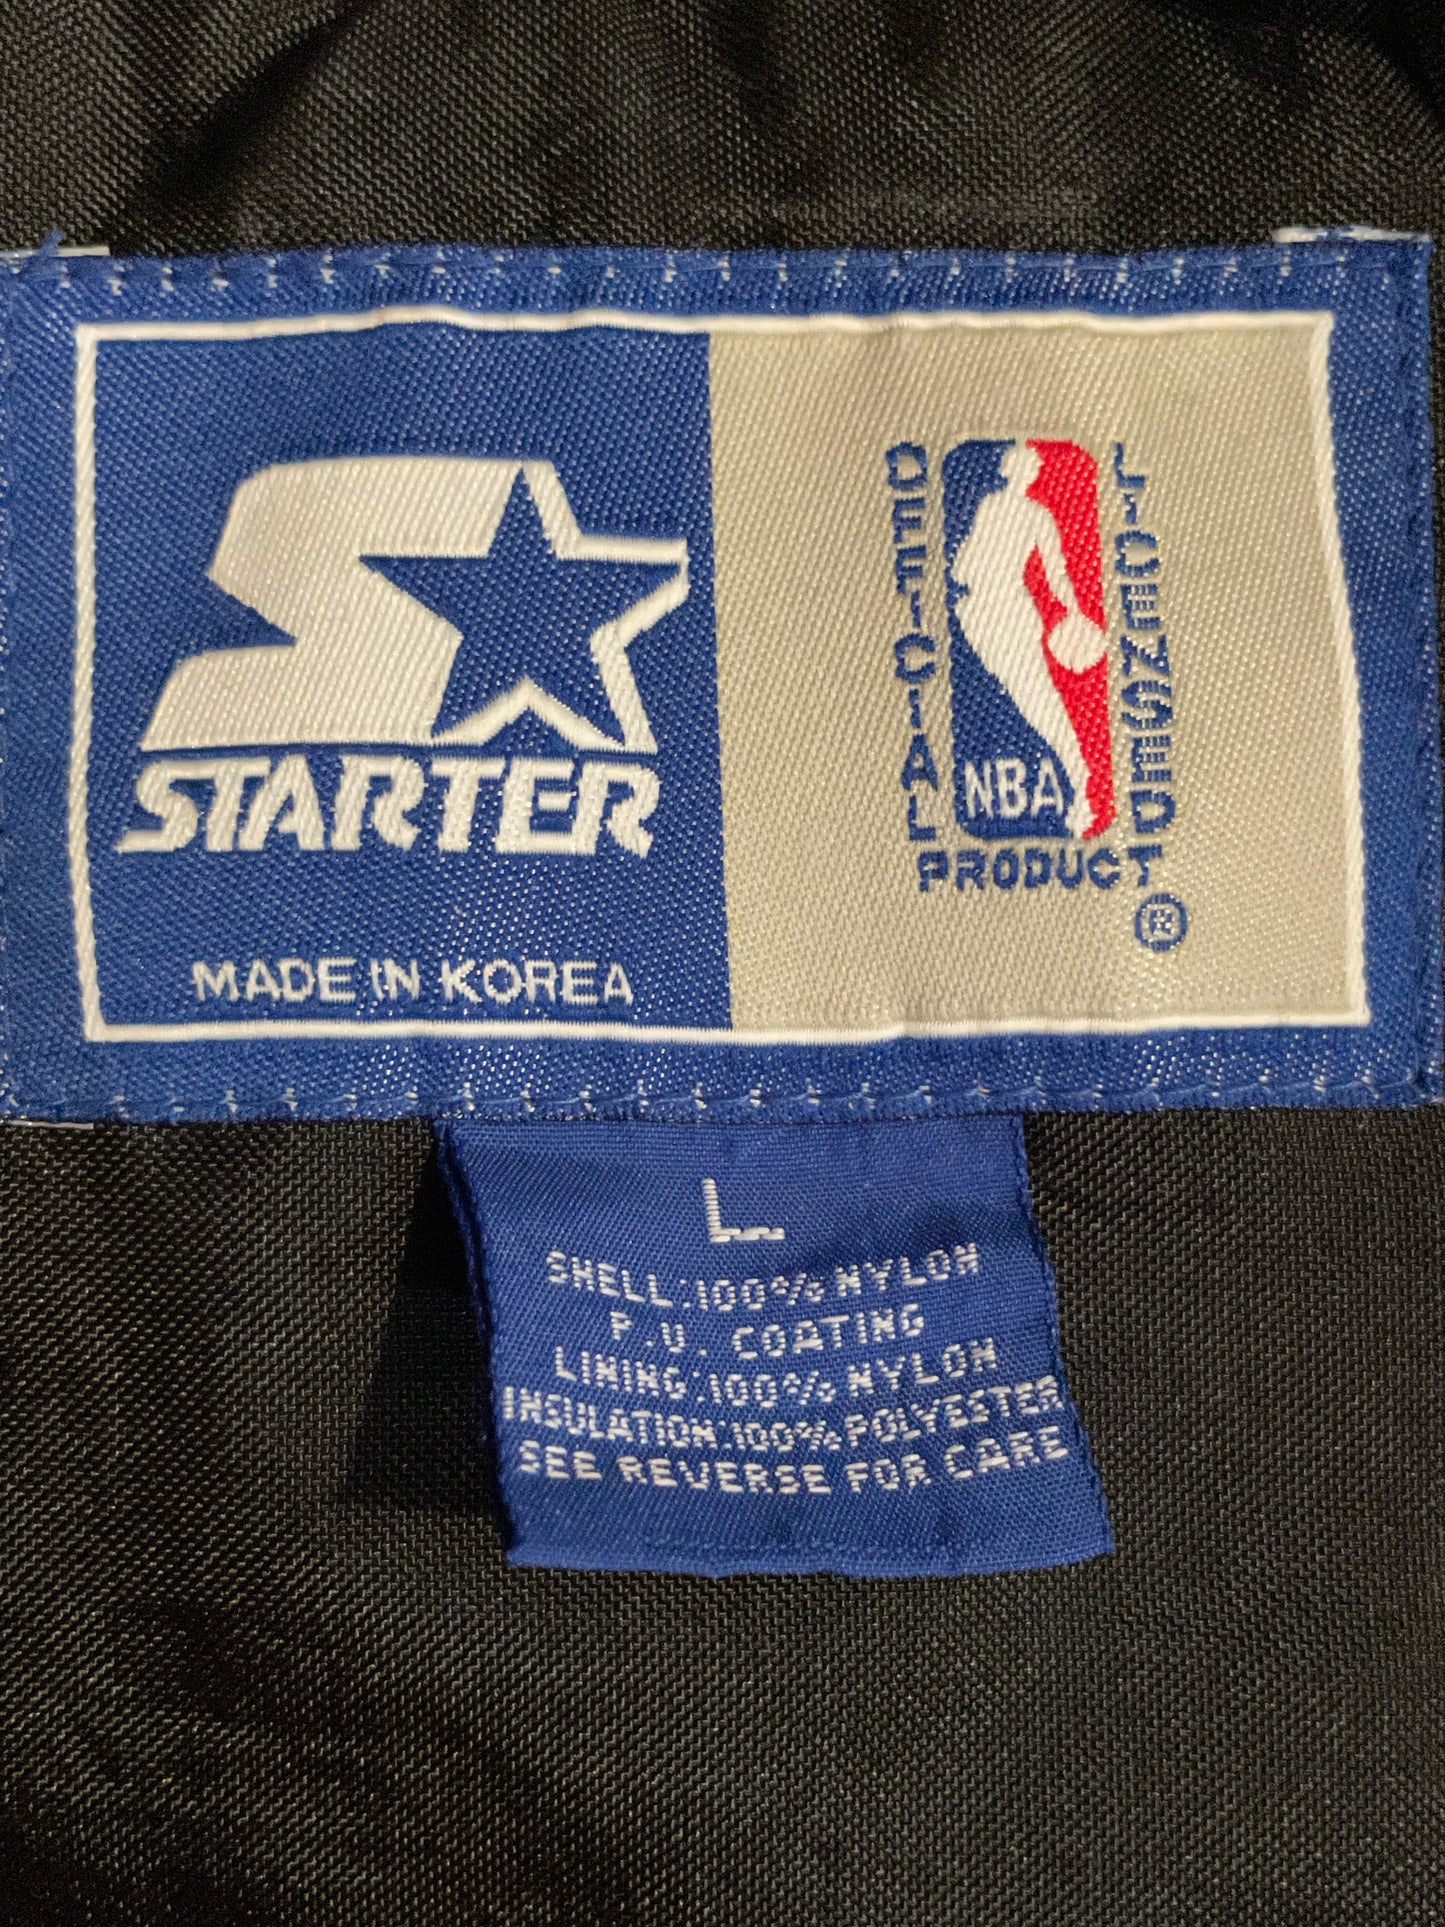 STARTER
MADE IN KOREA
OFFICIAL
LICENSED
NBA
PRODUCT
®
L
SHELL:100% NYLON
P.U. COATING
LINING:100% NYLON
INSULATION:100% POLYESTER
SEE REVERSE FOR CARE